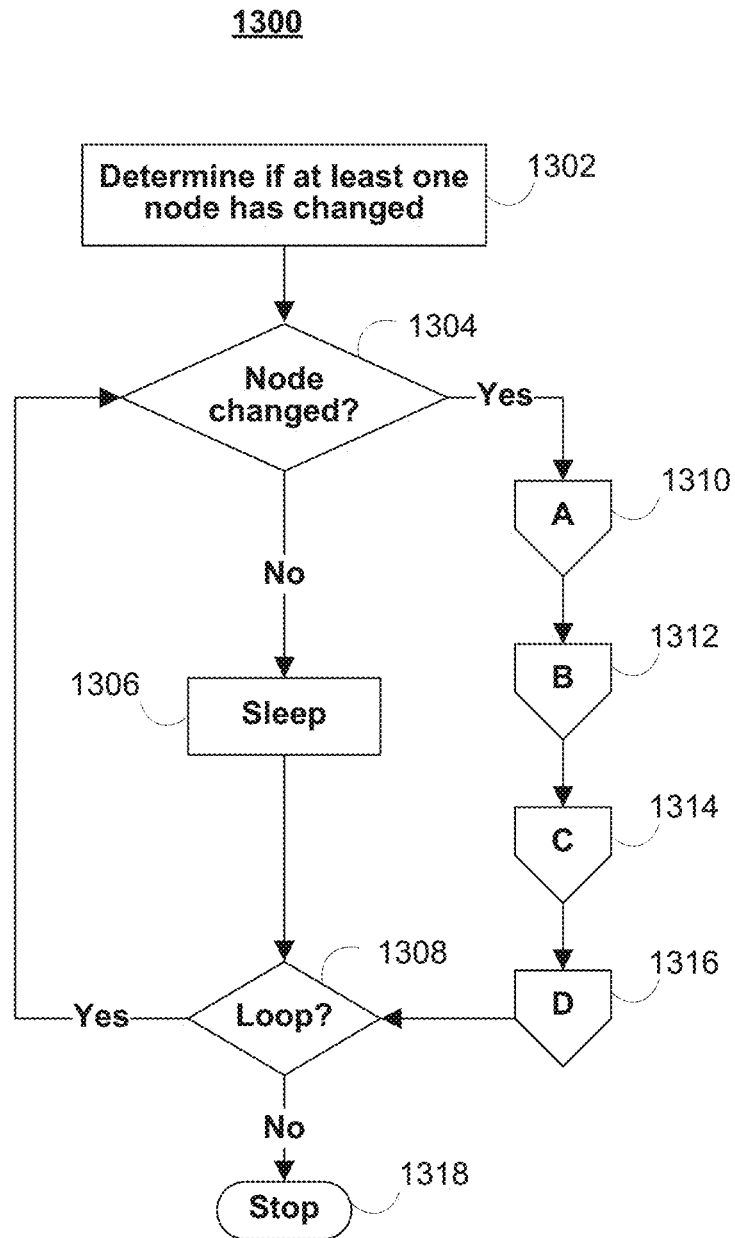 1300
Determine if at least one
node has changed
1302
1304
Node
changed?
Yes
A
1310
No
B
1312
1306
Sleep
C
1314
1308
Loop?
Yes
D
1316
No
Stop
1318